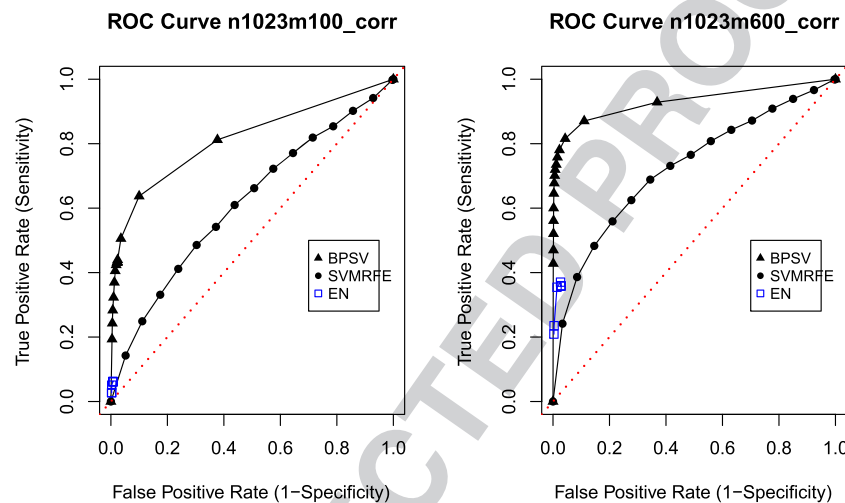 ROC Curve n1023m100_corr
True Positive Rate (Sensitivity)
1.0
0.8
0.6
0.4
0.2
0.0
BPSV
SVMRFE
EN
0.0 0.2 0.4 0.6 0.8 1.0
False Positive Rate (1−Specificity)
ROC Curve n1023m600_corr
True Positive Rate (Sensitivity)
1.0
0.8
0.6
0.4
0.2
0.0
BPSV
SVMRFE
EN
0.0 0.2 0.4 0.6 0.8 1.0
False Positive Rate (1−Specificity)
CTED PROO